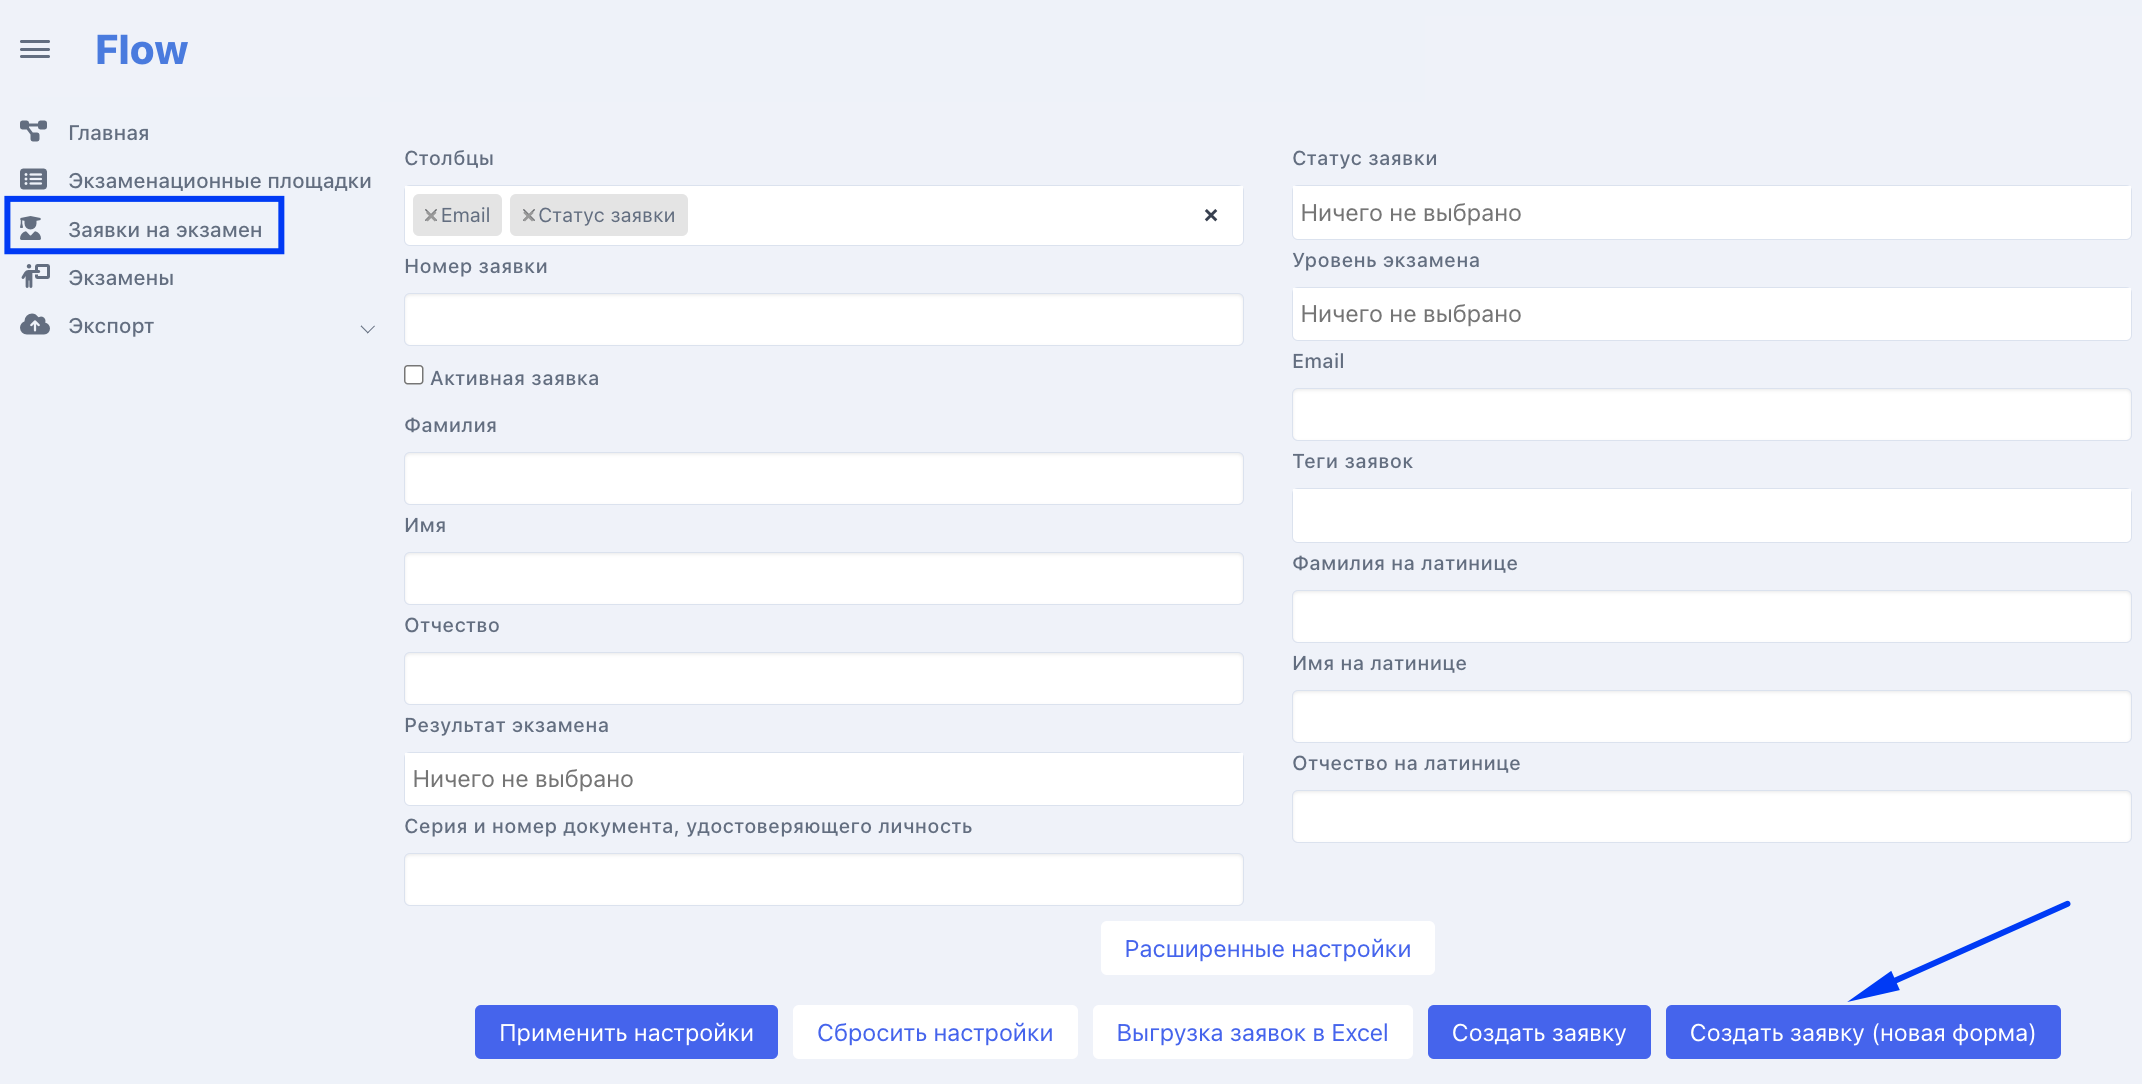 Flow
Главная
Экзаменационные площадки
Заявки на экзамен
Экзамены
Экспорт
Столбцы
Email
Статус заявки
Номер заявки
Активная заявка
Фамилия
Имя
Отчество
Результат экзамена
Ничего не выбрано
Серия и номер документа, удостоверяющего личность
Статус заявки
Ничего не выбрано
Уровень экзамена
Ничего не выбрано
Email
Теги заявок
Фамилия на латинице
Имя на латинице
Отчество на латинице
Расширенные настройки
Применить настройки
Сбросить настройки
Выгрузка заявок в Excel
Создать заявку
Создать заявку (новая форма)